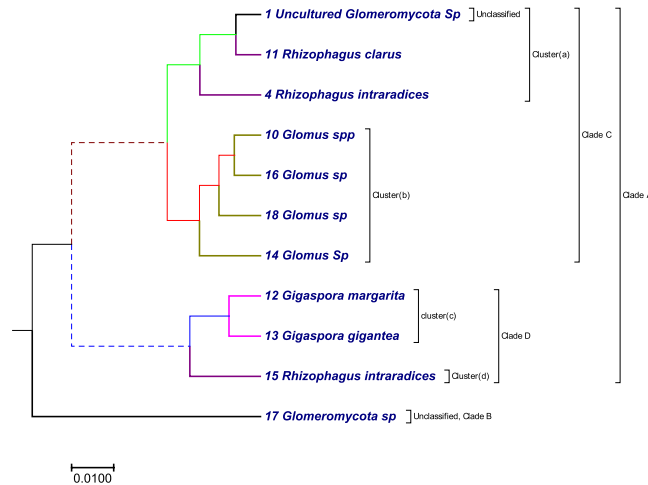 1 Uncultured Glomeromycota Sp
Unclassified
11 Rhizophagus clarus
Cluster(a)
4 Rhizophagus intraradices
10 Glomus spp
Clade C
16 Glomus sp
Cluster(b)
Clade A
18 Glomus sp
14 Glomus Sp
12 Gigaspora margarita
cluster(c)
13 Gigaspora gigantea
Clade D
15 Rhizophagus intraradices
Cluster(d)
17 Glomeromycota sp
Unclassified, Clade B
0.0100